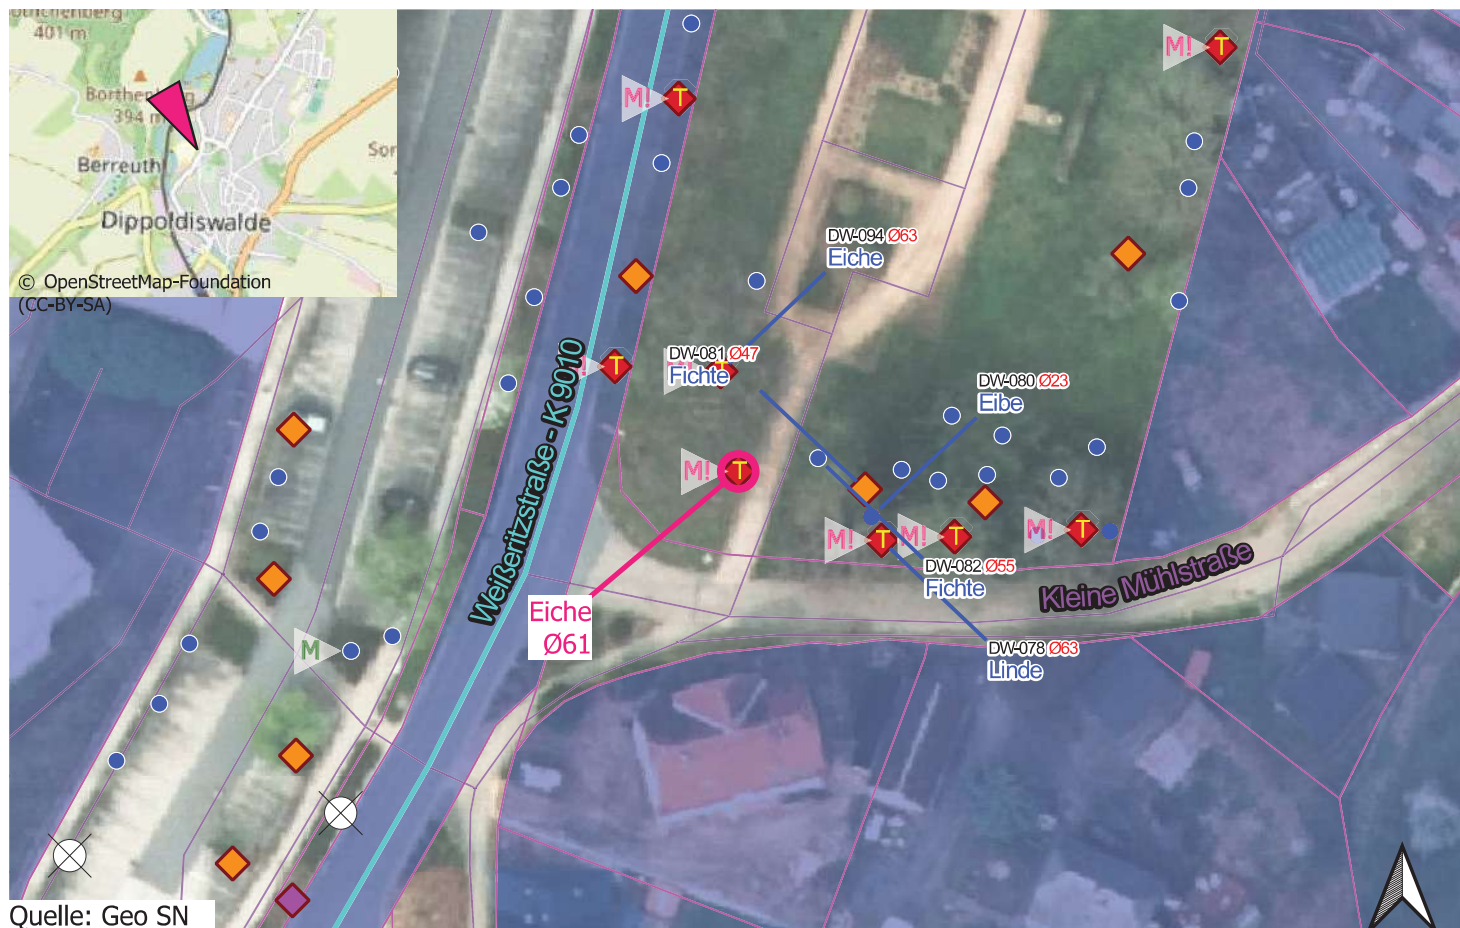 401 m
394 m
Berreuth
Dippoldiswalde
© OpenStreetMap-Foundation
(CC-BY-SA)
M! T
M! T
DW-094 Ø63
Eiche
DW-081 Ø47
Fichte
T
T
DW-080 Ø23
Eibe
M! T
M! T
M! T
M! T
DW-082 Ø55
Fichte
DW-078 Ø63
Linde
Eiche
Ø61
M
Weißeritzstraße - K 9010
Kleine Mühlstraße
Quelle: Geo SN